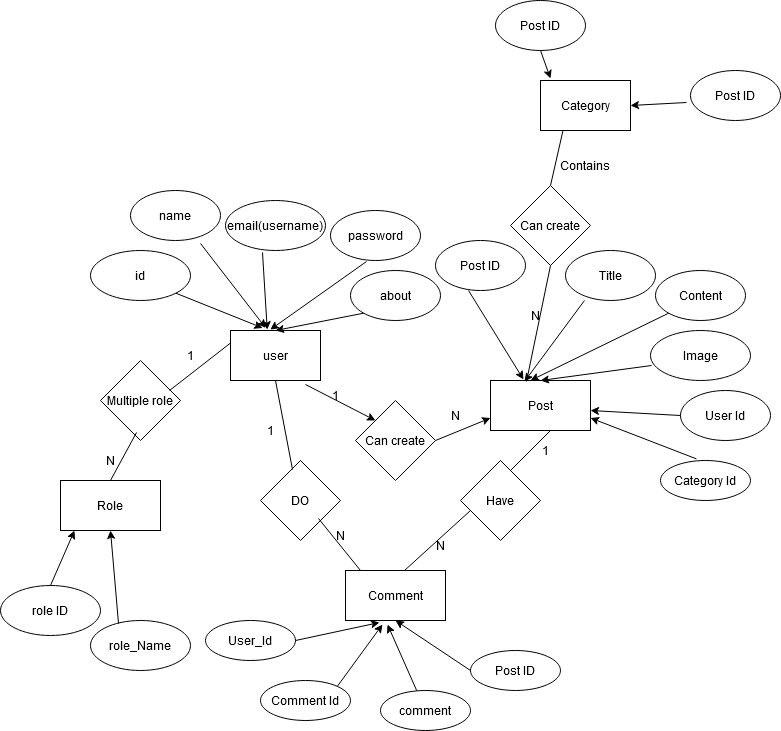 Post ID
Category
Post ID
Contains
name
email(username)
password
Can create
id
about
Post ID
Title
Content
N
1
user
Image
Multiple role
1
Can create
N
Post
User Id
N
1
1
Category Id
Role
DO
Have
N
N
role ID
role_Name
Comment
User_Id
Comment Id
comment
Post ID